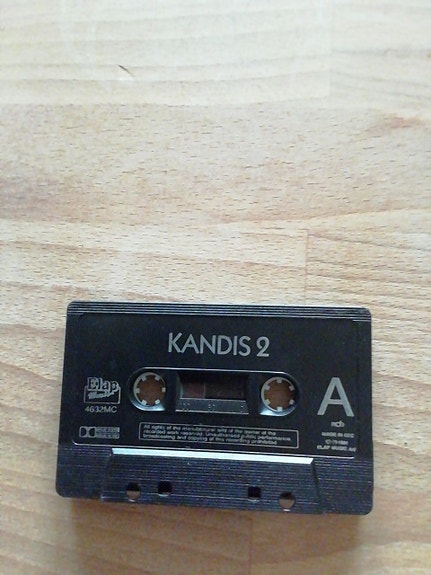 KANDIS 2
Elap
Music
4632MC
A
mcb
All rights of the manufacturer and of the owner of the
recorded work reserved. Unauthorised public performance,
broadcasting and copying of this recording prohibited
MADE IN EEC
ELAP MUSIC A/S